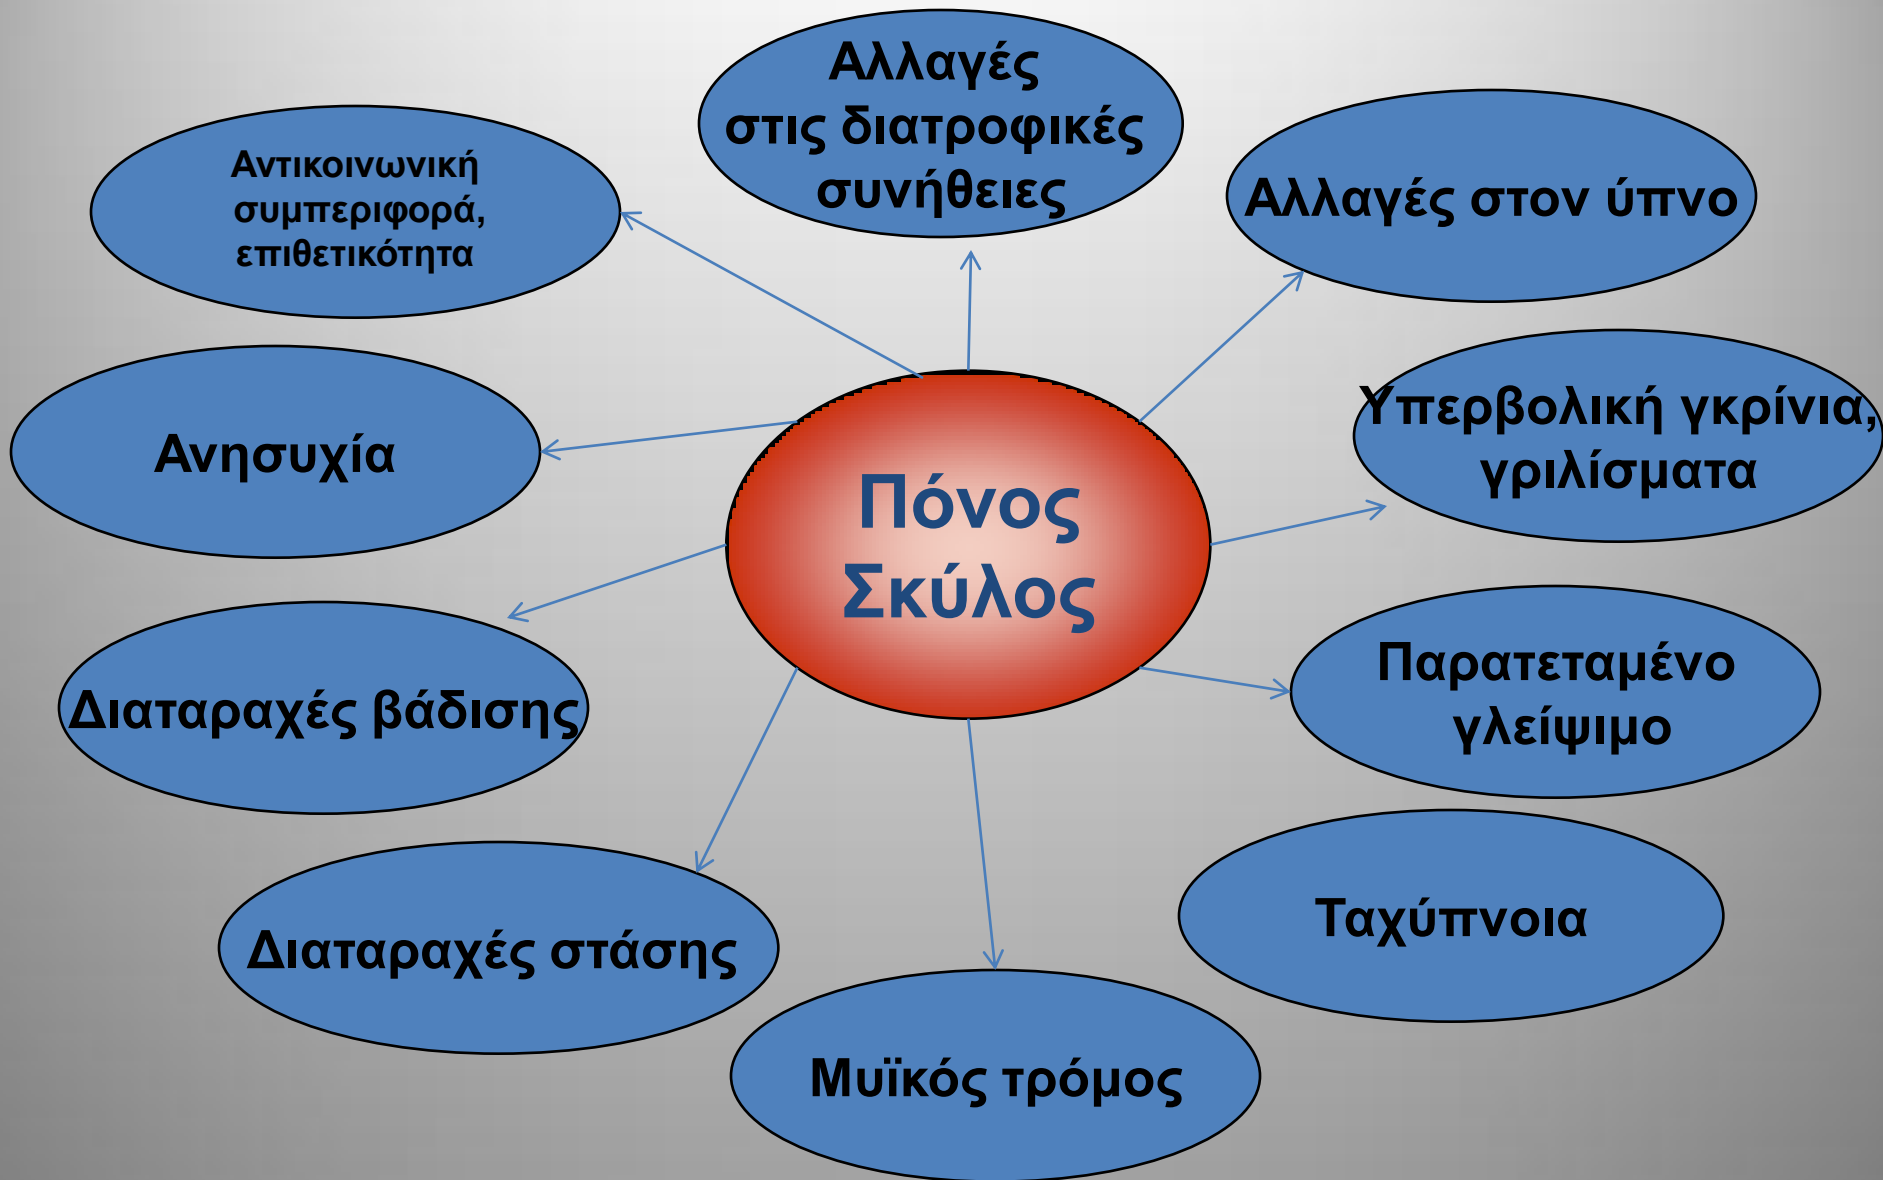 Αλλαγές
στις διατροφικές
συνήθειες
Αντικοινωνική
συμπεριφορά,
επιθετικότητα
Αλλαγές στον ύπνο
Ανησυχία
Υπερβολική γκρίνια,
γριλίσματα
Πόνος
Σκύλος
Διαταραχές βάδισης
Παρατεταμένο
γλείψιμο
Διαταραχές στάσης
Ταχύπνοια
Μυϊκός τρόμος